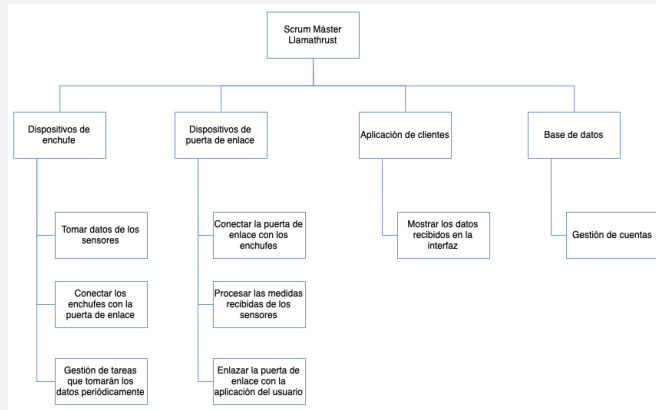 Scrum Máster
Llamathrust
Dispositivos de
enchufe
Dispositivos de
puerta de enlace
Aplicación de clientes
Base de datos
Tomar datos de los
sensores
Conectar la puerta de
enlace con los
enchufes
Mostrar los datos
recibidos en la
interfaz
Gestión de cuentas
Conectar los
enchufes con la
puerta de enlace
Procesar las medidas
recibidas de los
sensores
Gestión de tareas
que tomarán los
datos periódicamente
Enlazar la puerta de
enlace con la
aplicación del usuario